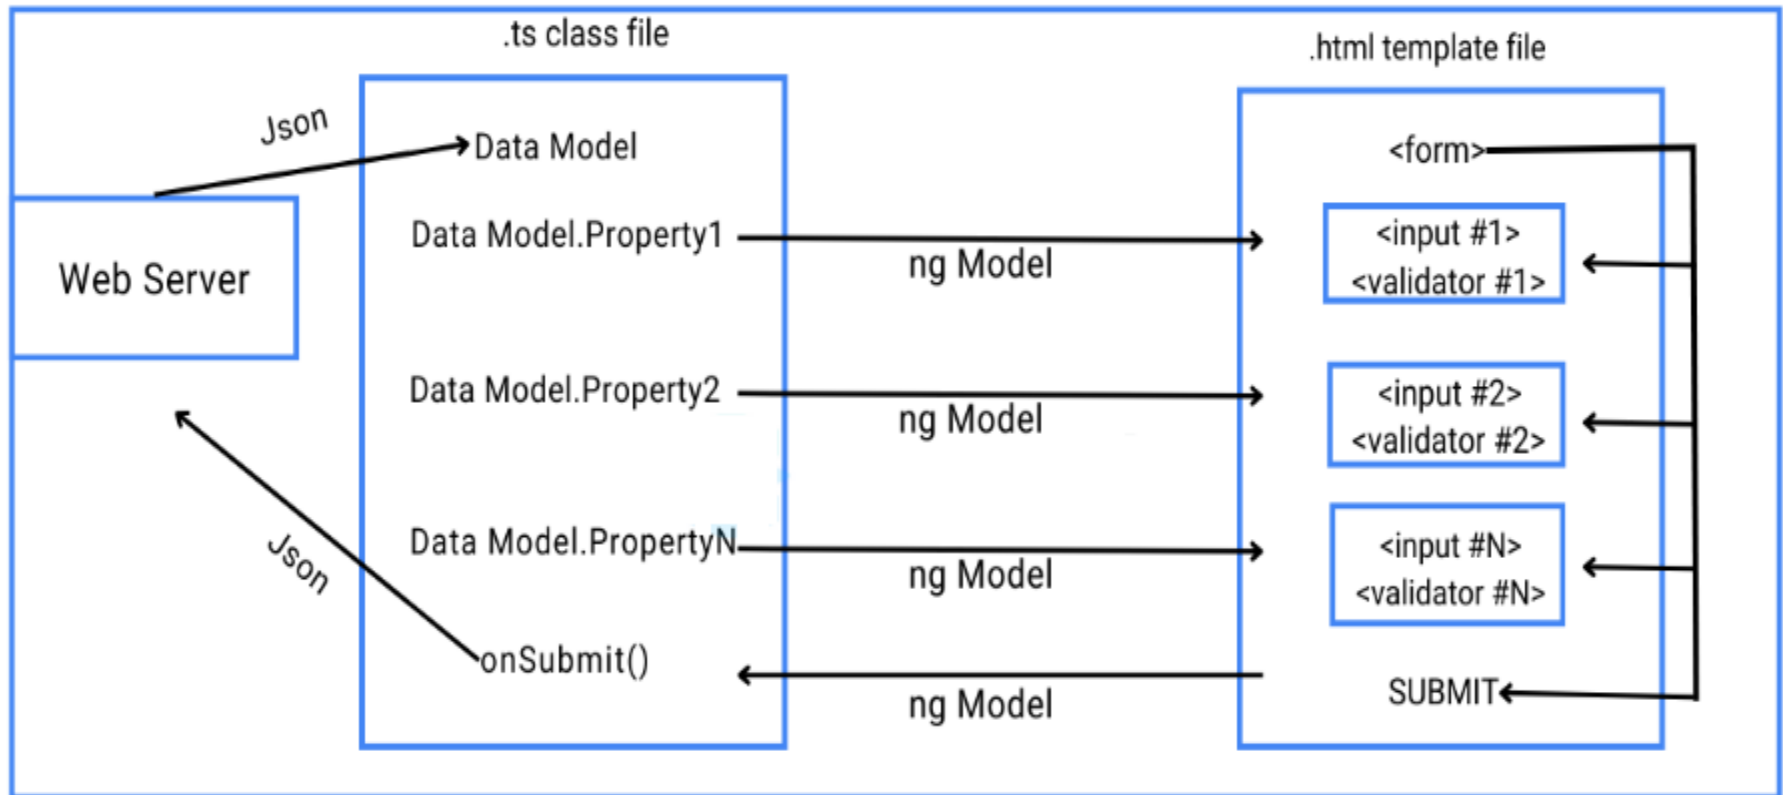 .ts class file
.html template file
Json
Data Model
<form>
Web Server
Data Model.Property1
ng Model
<input #1>
<validator #1>
Data Model.Property2
ng Model
<input #2>
<validator #2>
Json
Data Model.PropertyN
ng Model
<input #N>
<validator #N>
onSubmit()
ng Model
SUBMIT